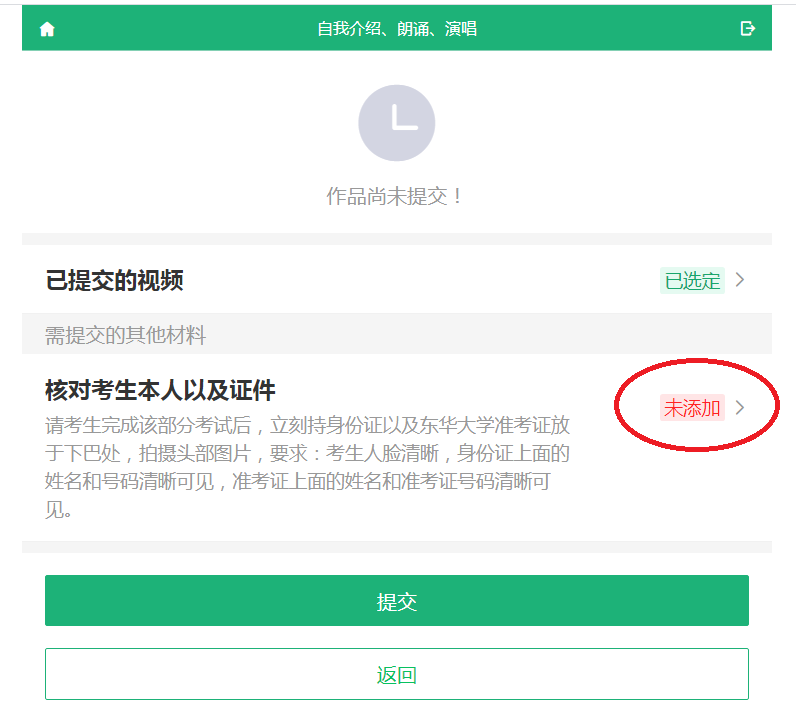 自我介绍、朗诵、演唱
作品尚未提交！
已提交的视频
已选定
需提交的其他材料
核对考生本人以及证件
未添加
请考生完成该部分考试后，立刻持身份证以及东华大学准考证放
于下巴处，拍摄头部图片，要求：考生人脸清晰，身份证上面的
姓名和号码清晰可见，准考证上面的姓名和准考证号码清晰可
见。
提交
返回